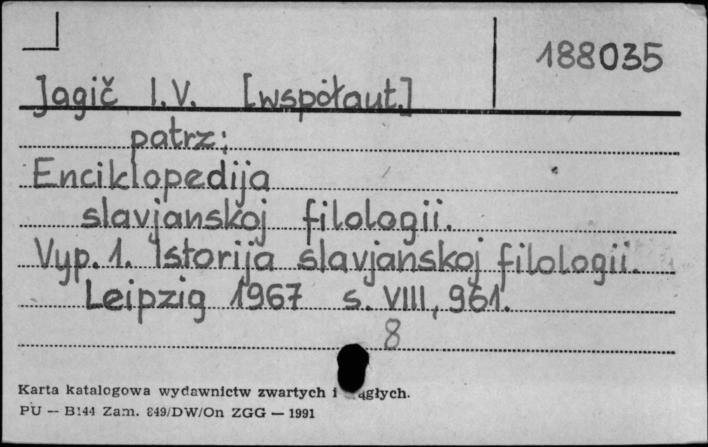 188035
Jagič I.V. [współaut.]
patrz:
Enciklopedija
slavjanskoj filologii.
Vyp. 1. Istorija slavjanskoj filologii.
Leipzig 1967 s. VIII, 961.
8
Karta katalogowa wydawnictw zwartych i
PU — B144 Zam. 849/DW/On ZGG — 1991